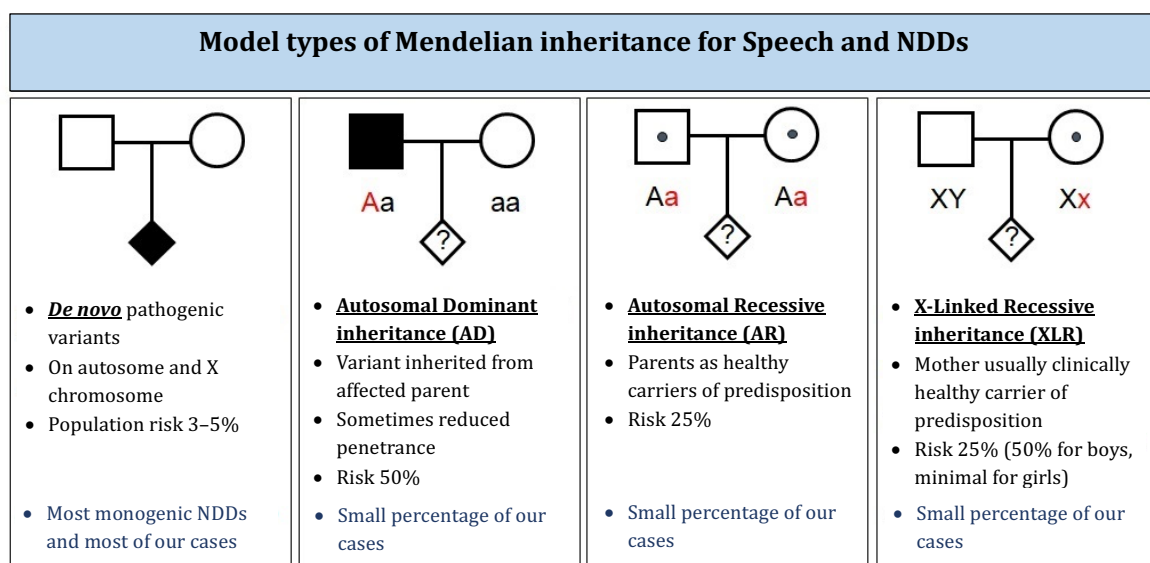 Model types of Mendelian inheritance for Speech and NDDs
• De novo pathogenic
variants
• On autosome and X
chromosome
• Population risk 3–5%
• Most monogenic NDDs
and most of our cases
Aa
aa
?
• Autosomal Dominant
inheritance (AD)
• Variant inherited from
affected parent
• Sometimes reduced
penetrance
• Risk 50%
• Small percentage of our
cases
Aa
Aa
?
• Autosomal Recessive
inheritance (AR)
• Parents as healthy
carriers of predisposition
• Risk 25%
• Small percentage of our
cases
XY
Xx
?
• X-Linked Recessive
inheritance (XLR)
• Mother usually clinically
healthy carrier of
predisposition
• Risk 25% (50% for boys,
minimal for girls)
• Small percentage of our
cases